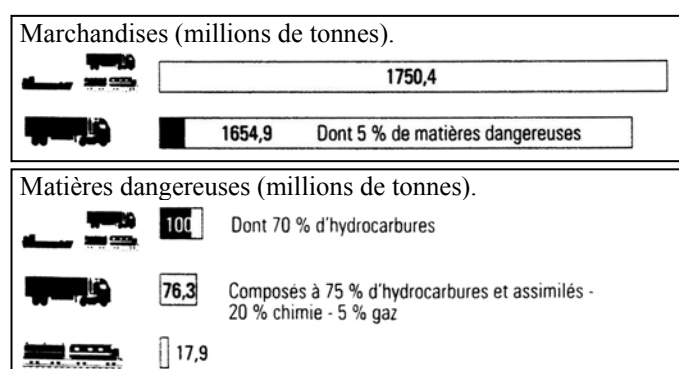 Marchandises (millions de tonnes).
1750,4
1654,9 Dont 5 % de matières dangereuses
Matières dangereuses (millions de tonnes).
100 Dont 70 % d'hydrocarbures
76,3 Composés à 75 % d'hydrocarbures et assimilés -
20 % chimie - 5 % gaz
17,9